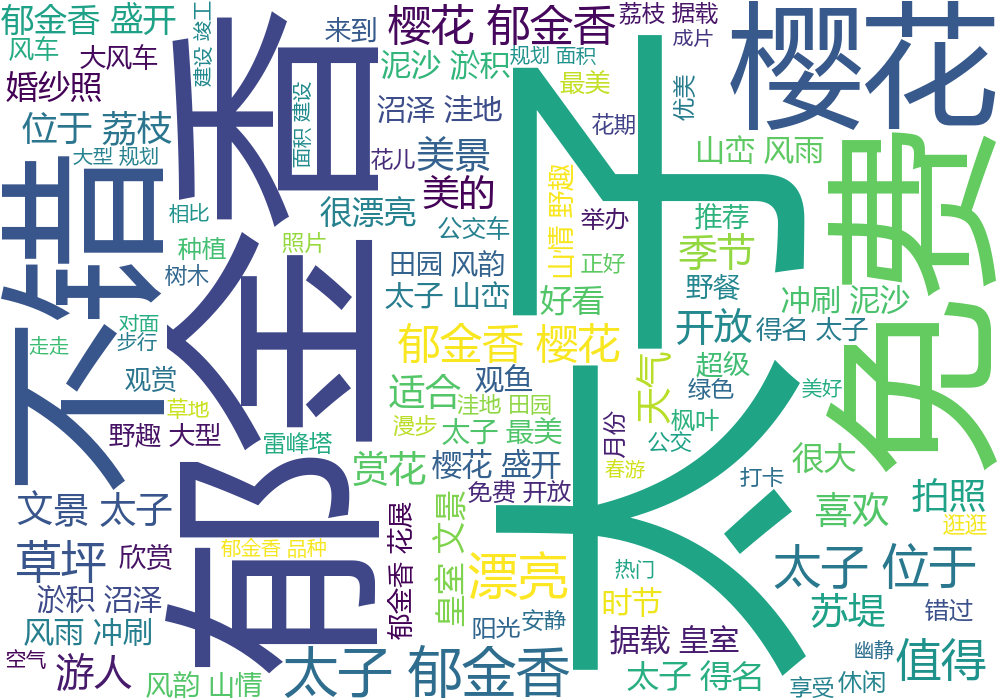 郁金香 盛开
风车
大风车
婚纱照
位于 荔枝
大型 规划
建设 竣工
来到
樱花 郁金香
荔枝 据载
成片
樱花
泥沙 淤积
规划 面积
最美
优美
沼泽 洼地
面积 建设
花期
花儿
美景
山峦 风雨
郁金香
太子
不错
免费
美的
相比
很漂亮
公交车
山情 野趣
举办
推荐
种植
照片
季节
树木
田园 风韵
正好
野餐
太子 山峦
好看
冲刷 泥沙
对面
步行
走走
郁金香 樱花
开放
得名 太子
观赏
适合
观鱼
天气
超级
绿色
美好
草地
洼地 田园
野趣 大型
漫步
太子 最美
月份
枫叶
公交
雷峰塔
赏花
樱花 盛开
春游
很大
打卡
文景 太子
皇室 文景
免费 开放
喜欢
拍照
逛逛
草坪
欣赏
郁金香 品种
郁金香 花展
漂亮
热门
太子 位于
淤积 沼泽
时节
苏堤
错过
风雨 冲刷
阳光
安静
据载 皇室
幽静
值得
空气
游人
风韵 山情
太子 郁金香
太子 得名
享受
休闲